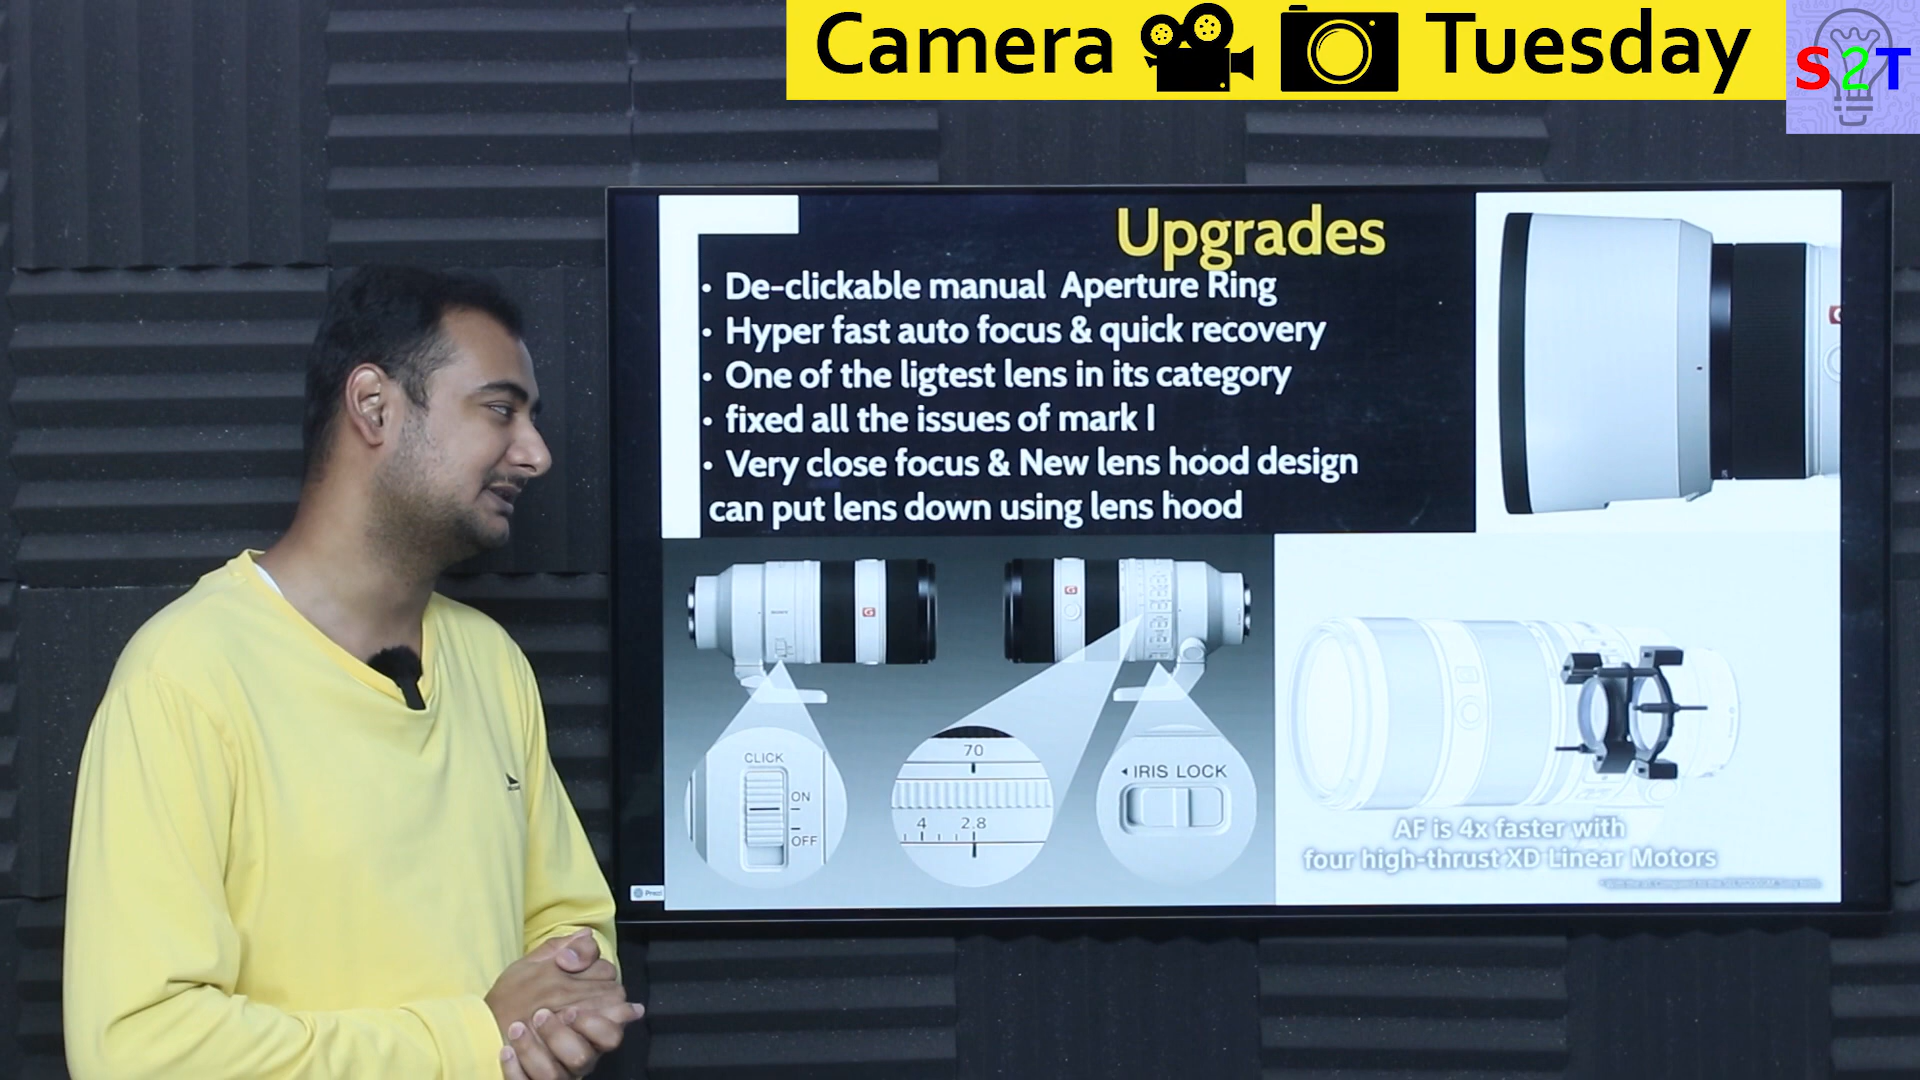 Camera Tuesday
S2T
Upgrades
• De-clickable manual Aperture Ring
• Hyper fast auto focus & quick recovery
• One of the ligtest lens in its category
• fixed all the issues of mark I
• Very close focus & New lens hood design
can put lens down using lens hood
G
G
G
SONY
CLICK
ON
OFF
70
4 2.8
IRIS LOCK
AF is 4x faster with
four high-thrust XD Linear Motors
Prezi